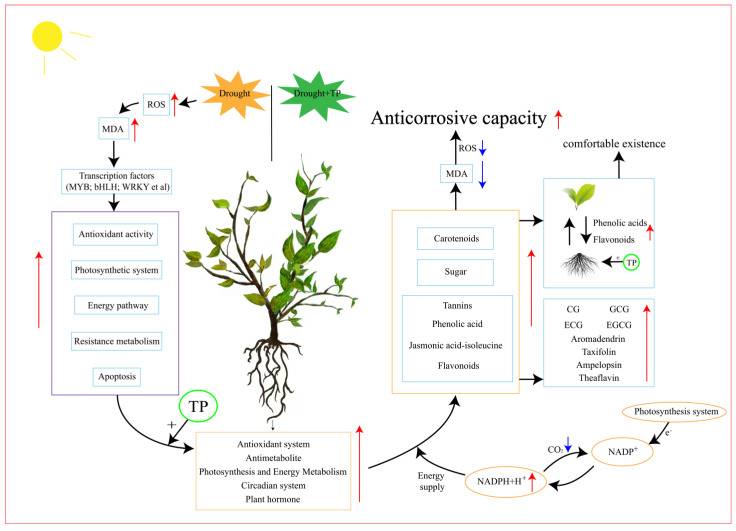 Drought
Drought+TP
ROS
MDA
Transcription factors
(MYB; bHLH; WRKY et al)
Antioxidant activity
Photosynthetic system
Energy pathway
Resistance metabolism
Apoptosis
+
TP
Antioxidant system
Antimetabolite
Photosynthesis and Energy Metabolism
Circadian system
Plant hormone
Anticorrosive capacity
ROS
MDA
Carotenoids
Sugar
Tannins
Phenolic acid
Jasmonic acid-isoleucine
Flavonoids
comfortable existence
Phenolic acids
Flavonoids
+
TP
CG GCG
ECG EGCG
Aromadendrin
Taxifolin
Ampelopsin
Theaflavin
Photosynthesis system
e-
NADP+
CO2
NADPH+H+
Energy
supply